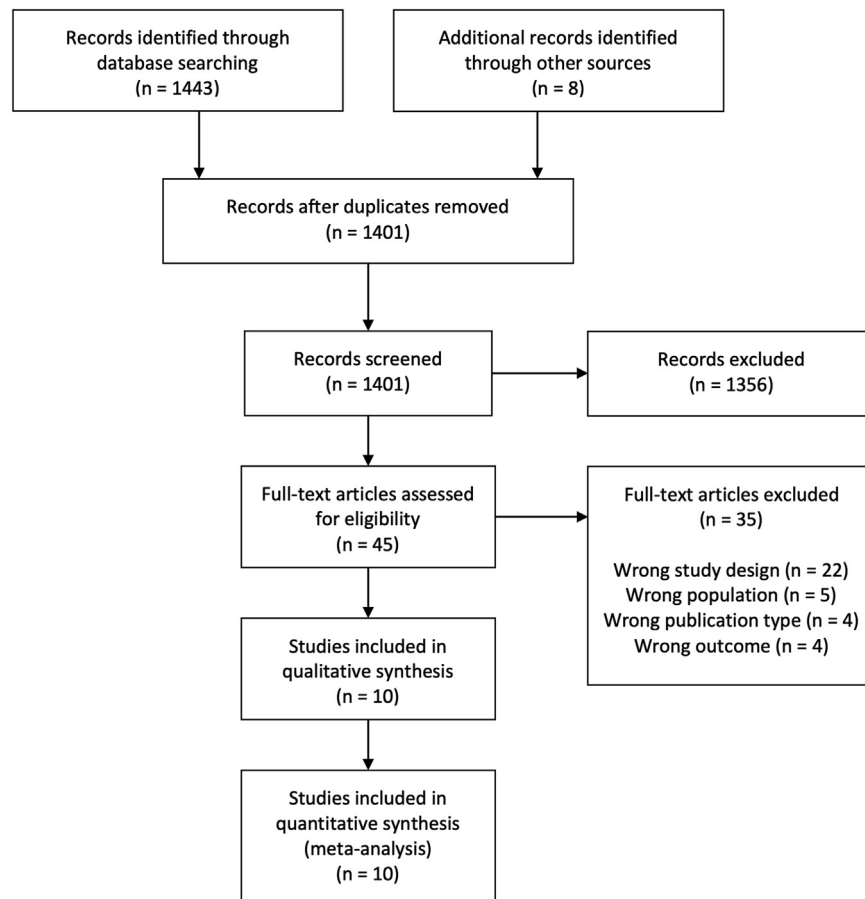 Records identified through
database searching
(n = 1443)
Additional records identified
through other sources
(n = 8)
Records after duplicates removed
(n = 1401)
Records screened
(n = 1401)
Records excluded
(n = 1356)
Full-text articles assessed
for eligibility
(n = 45)
Full-text articles excluded
(n = 35)
Wrong study design (n = 22)
Wrong population (n = 5)
Wrong publication type (n = 4)
Wrong outcome (n = 4)
Studies included in
qualitative synthesis
(n = 10)
Studies included in
quantitative synthesis
(meta-analysis)
(n = 10)